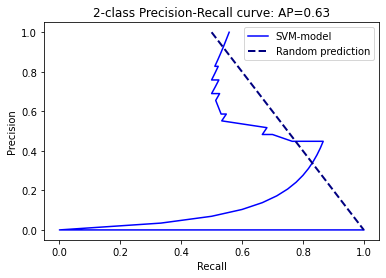 2-class Precision-Recall curve: AP=0.63
SVM-model
Random prediction
Precision
1.0
0.8
0.6
0.4
0.2
0.0
0.0 0.2 0.4 0.6 0.8 1.0
Recall